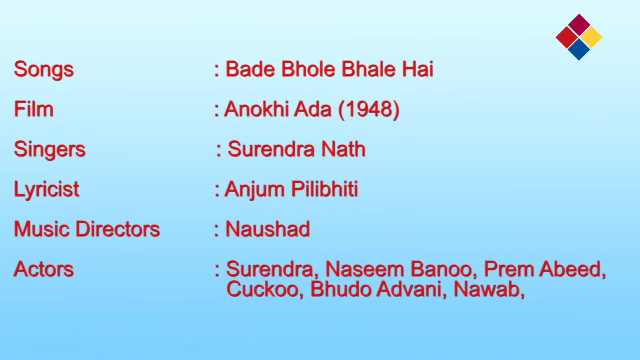 Songs : Bade Bhole Bhale Hai
Film : Anokhi Ada (1948)
Singers : Surendra Nath
Lyricist : Anjum Pilibhiti
Music Directors : Naushad
Actors : Surendra, Naseem Banoo, Prem Abeed,
Cuckoo, Bhudo Advani, Nawab,